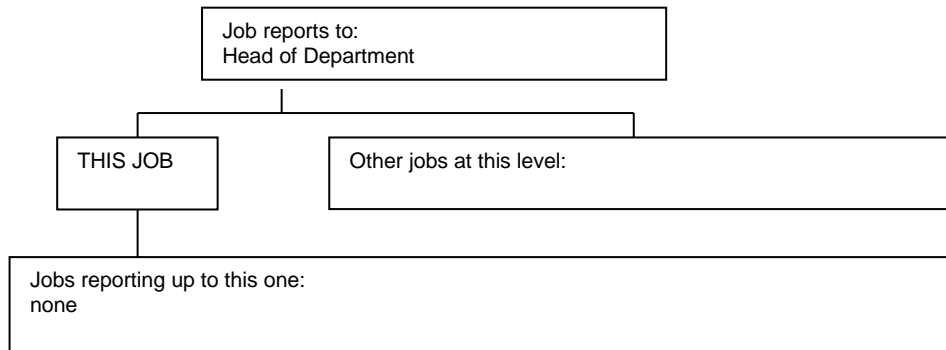 Job reports to:
Head of Department
THIS JOB
Other jobs at this level:
Jobs reporting up to this one:
none